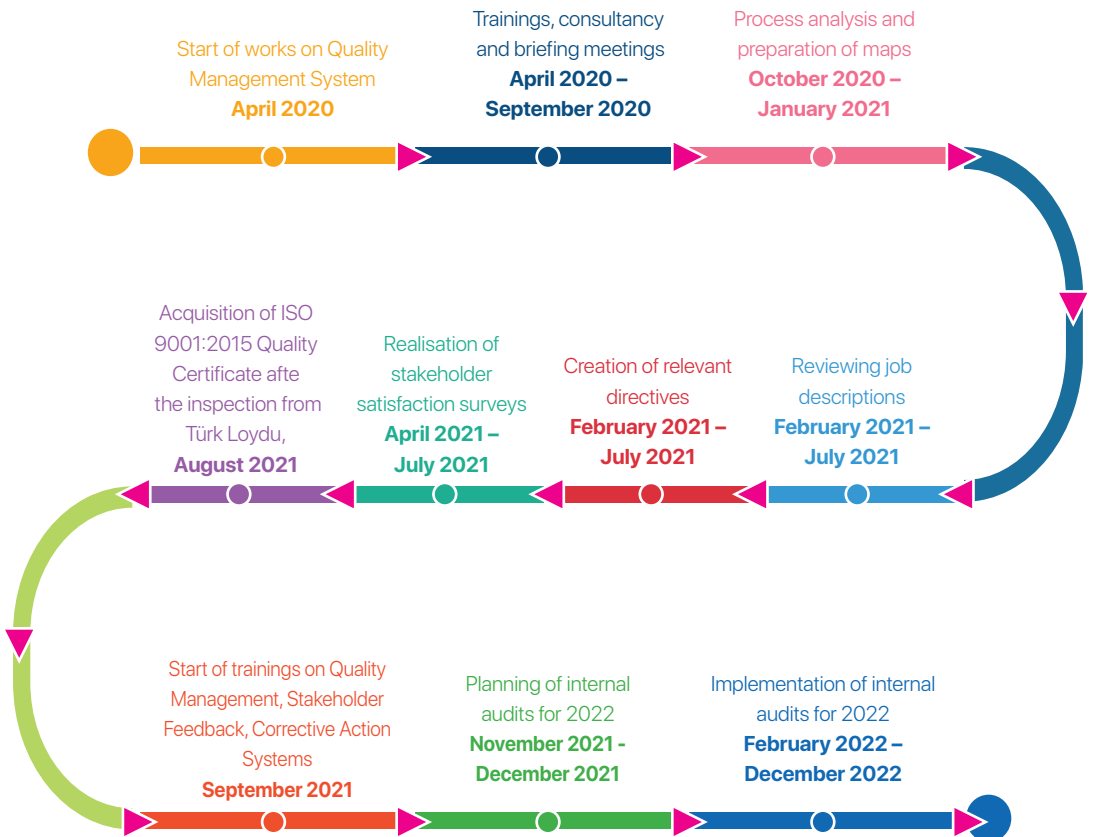 Start of works on Quality
Management System
April 2020
Trainings, consultancy
and briefing meetings
April 2020 –
September 2020
Process analysis and
preparation of maps
October 2020 –
January 2021
Reviewing job
descriptions
February 2021 –
July 2021
Creation of relevant
directives
February 2021 –
July 2021
Realisation of
stakeholder
satisfaction surveys
April 2021 –
July 2021
Acquisition of ISO
9001:2015 Quality
Certificate afte
the inspection from
Türk Loydu,
August 2021
Start of trainings on Quality
Management, Stakeholder
Feedback, Corrective Action
Systems
September 2021
Planning of internal
audits for 2022
November 2021 -
December 2021
Implementation of internal
audits for 2022
February 2022 –
December 2022